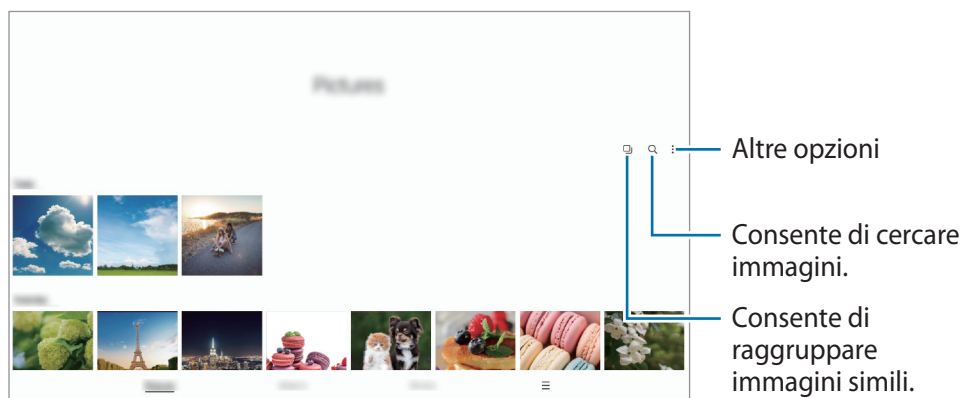 Pictures
Altre opzioni
Consente di cercare
immagini.
Consente di
raggruppare
immagini simili.